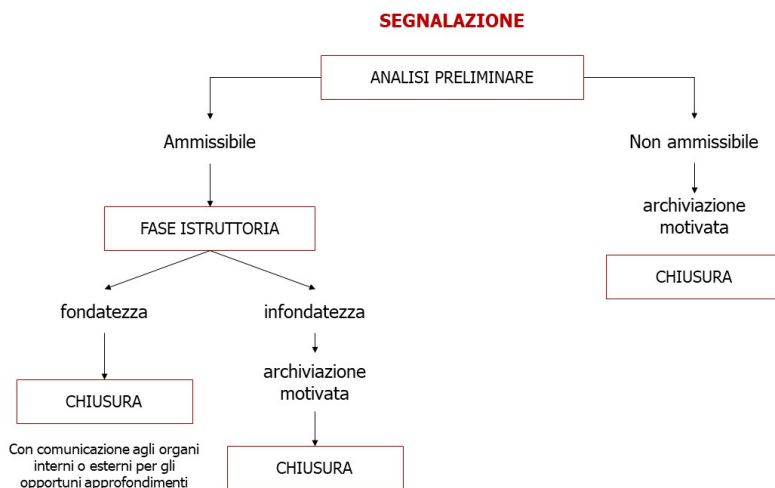 SEGNALAZIONE
ANALISI PRELIMINARE
Ammissibile
Non ammissibile
FASE ISTRUTTORIA
archiviazione
motivata
CHIUSURA
fondatezza
infondatezza
archiviazione
motivata
CHIUSURA
Con comunicazione agli organi
interni o esterni per gli
opportuni approfondimenti
CHIUSURA